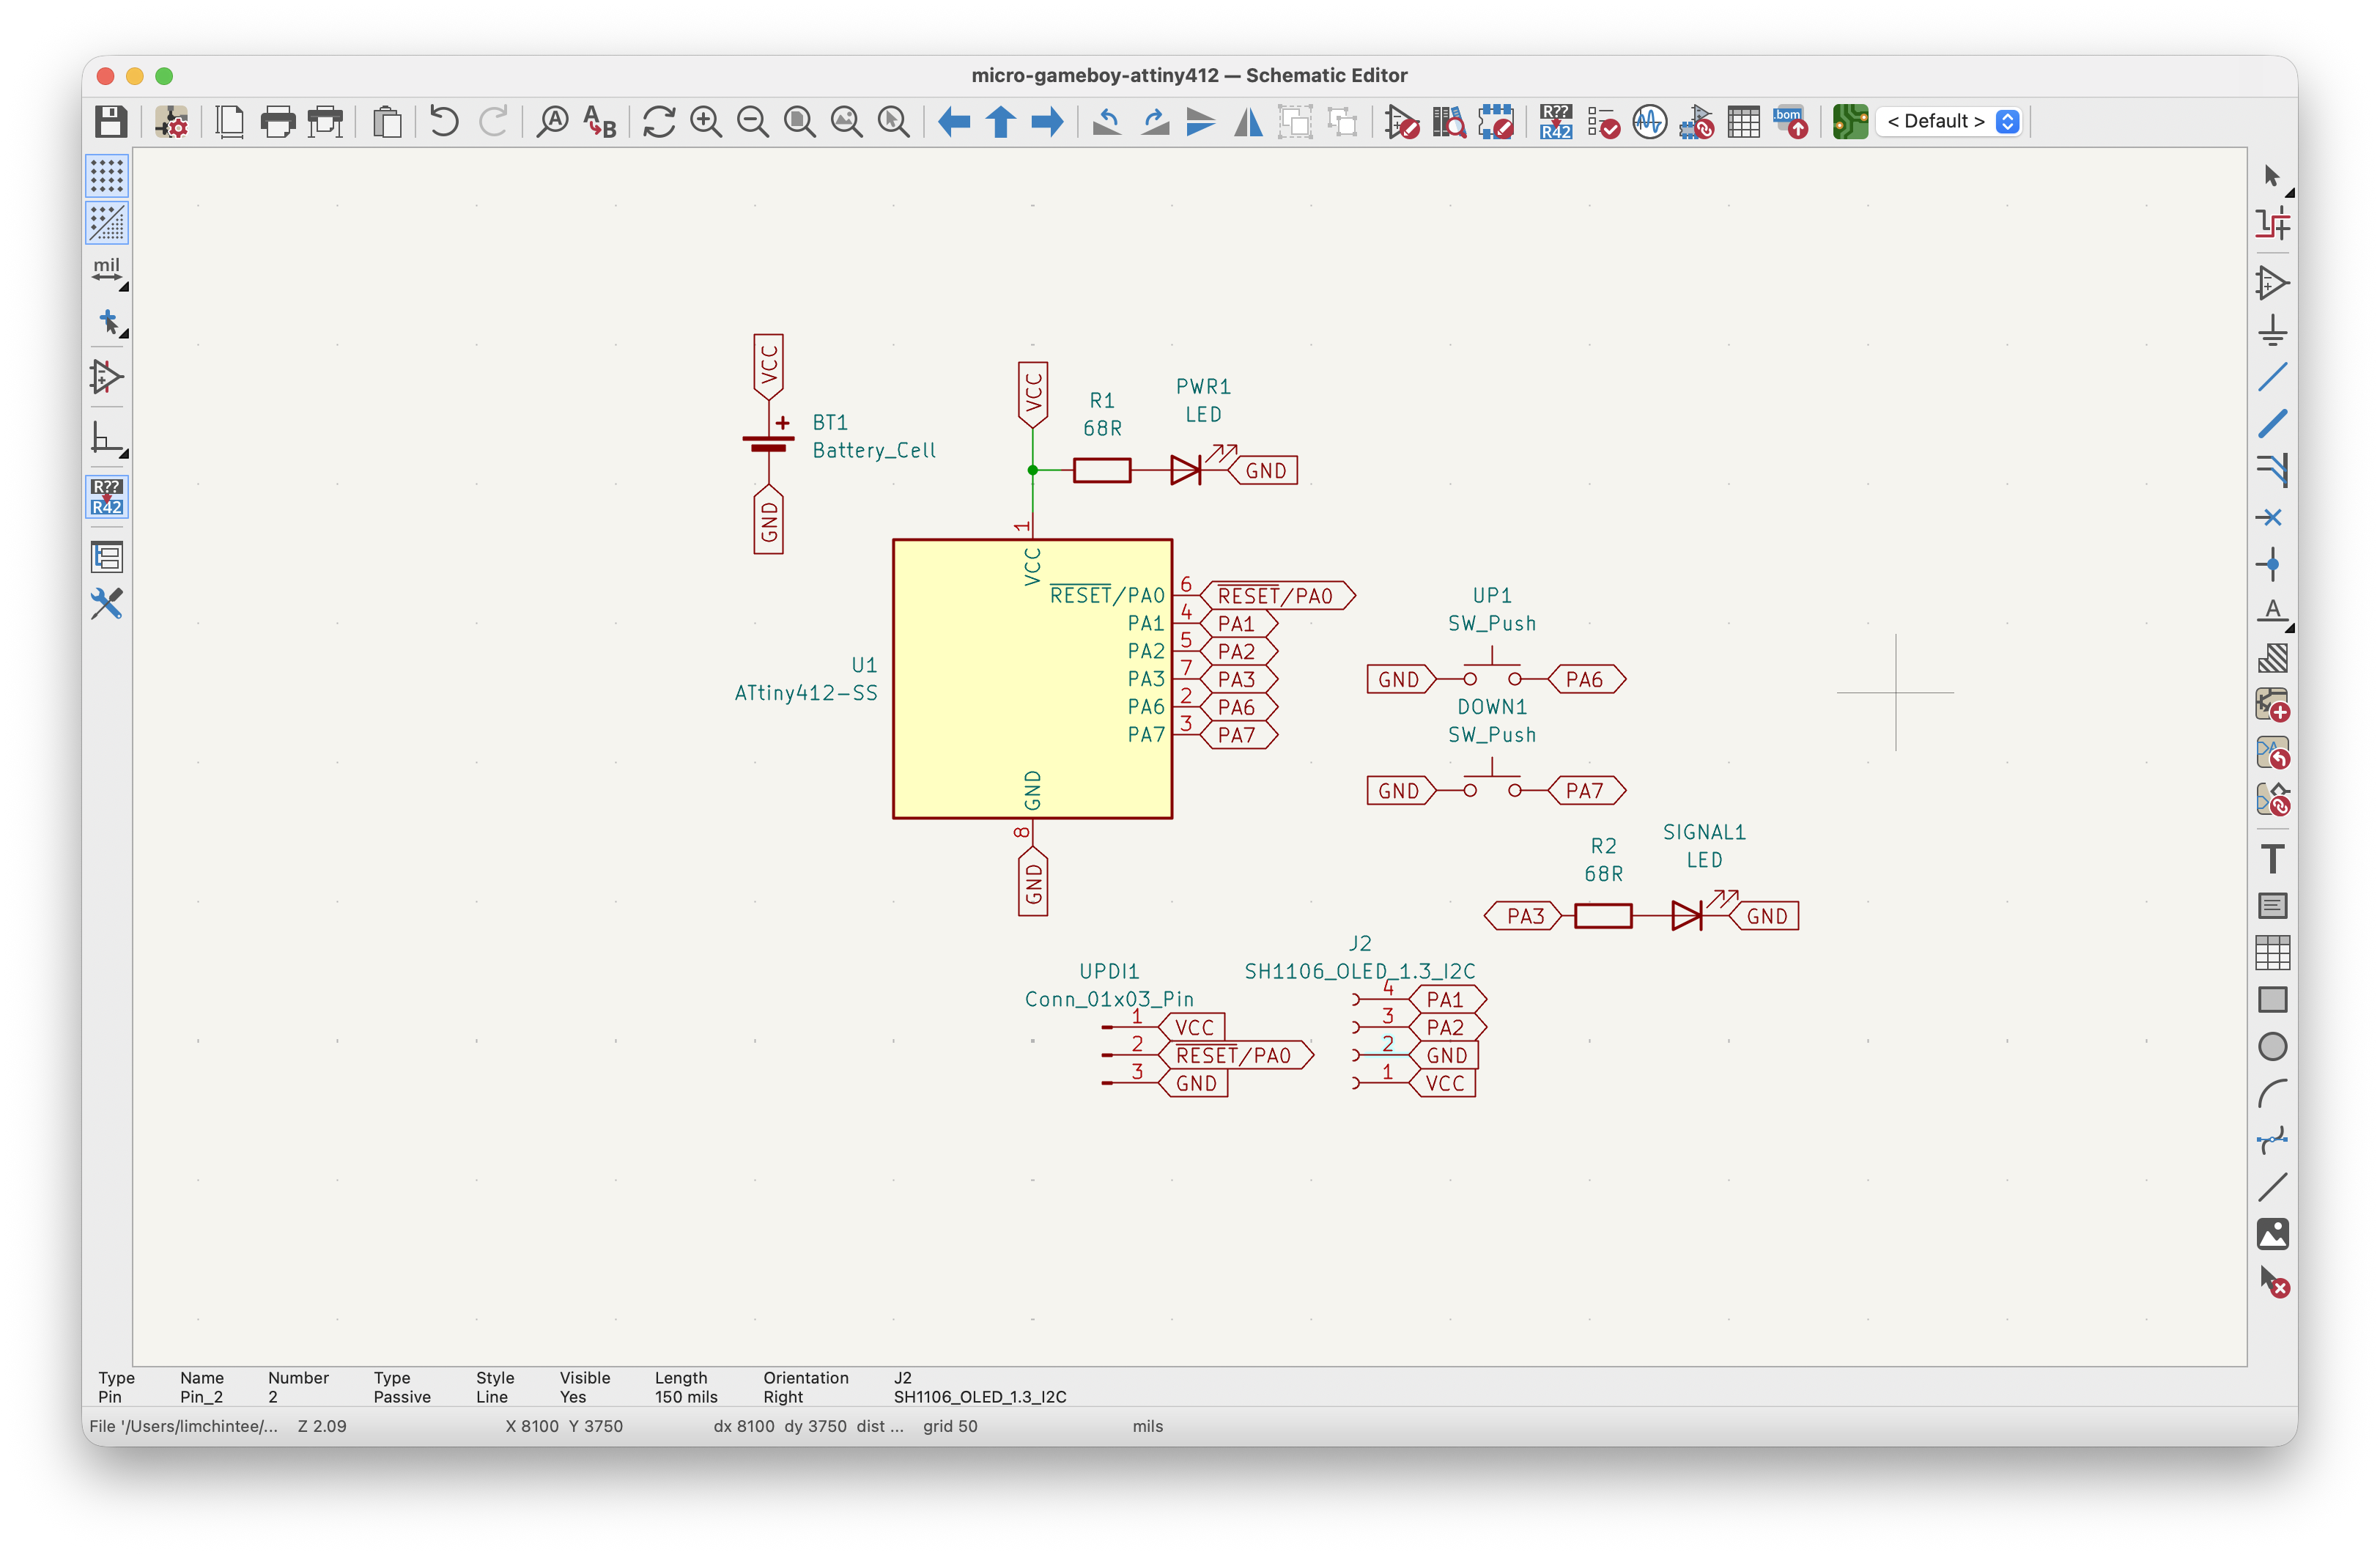 micro-gameboy-attiny412 — Schematic Editor
A
A
B
R??
R42
.bom
< Default >
mil
R??
R42
A
T
VCC
BT1
Battery_Cell
GND
VCC
R1
68R
PWR1
LED
GND
1
VCC
U1
ATtiny412-SS
RESET/PA0
6
RESET/PA0
PA1
4
PA1
PA2
5
PA2
PA3
7
PA3
PA6
2
PA6
PA7
3
PA7
GND
8
GND
UP1
SW_Push
GND
PA6
DOWN1
SW_Push
GND
PA7
SIGNAL1
LED
R2
68R
PA3
GND
UPDI1
Conn_01x03_Pin
1
VCC
2
RESET/PA0
3
GND
J2
SH1106_OLED_1.3_I2C
4
PA1
3
PA2
2
GND
1
VCC
Type Name Number Type Style Visible Length Orientation J2
Pin Pin_2 2 Passive Line Yes 150 mils Right SH1106_OLED_1.3_I2C
File '/Users/limchintee/... Z 2.09 X 8100 Y 3750 dx 8100 dy 3750 dist ... grid 50 mils